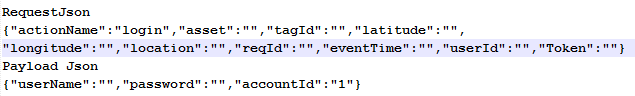 RequestJson
{"actionName":"login","asset":"","tagId":"","latitude":"",
"longitude":"","location":"","reqId":"","eventTime":"","userId":"","Token":""}
Payload Json
{"userName":"","password":"","accountId":"1"}